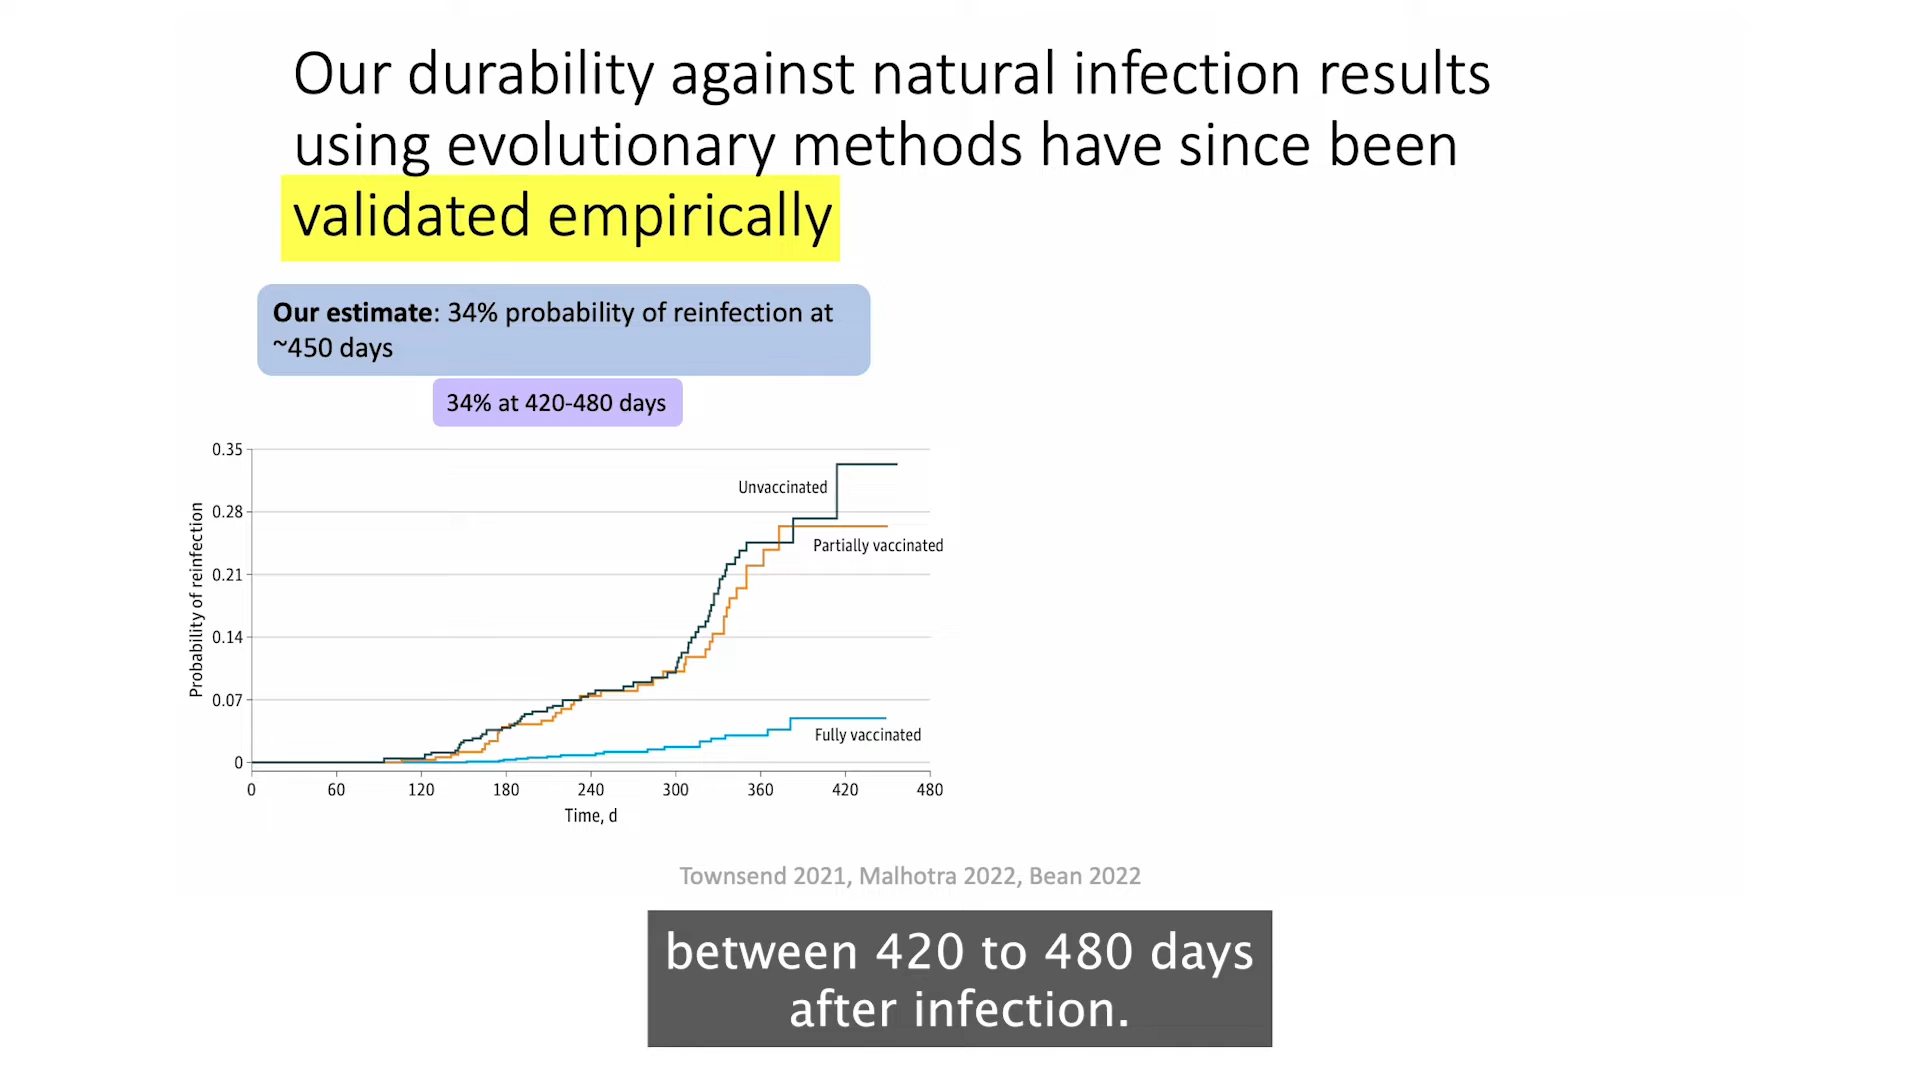 Our durability against natural infection results
using evolutionary methods have since been
validated empirically
Our estimate: 34% probability of reinfection at
~450 days
34% at 420-480 days
Probability of reinfection
0.35
0.28
0.21
0.14
0.07
0
Unvaccinated
Partially vaccinated
Fully vaccinated
0 60 120 180 240 300 360 420 480
Time, d
Townsend 2021, Malhotra 2022, Bean 2022
between 420 to 480 days
after infection.